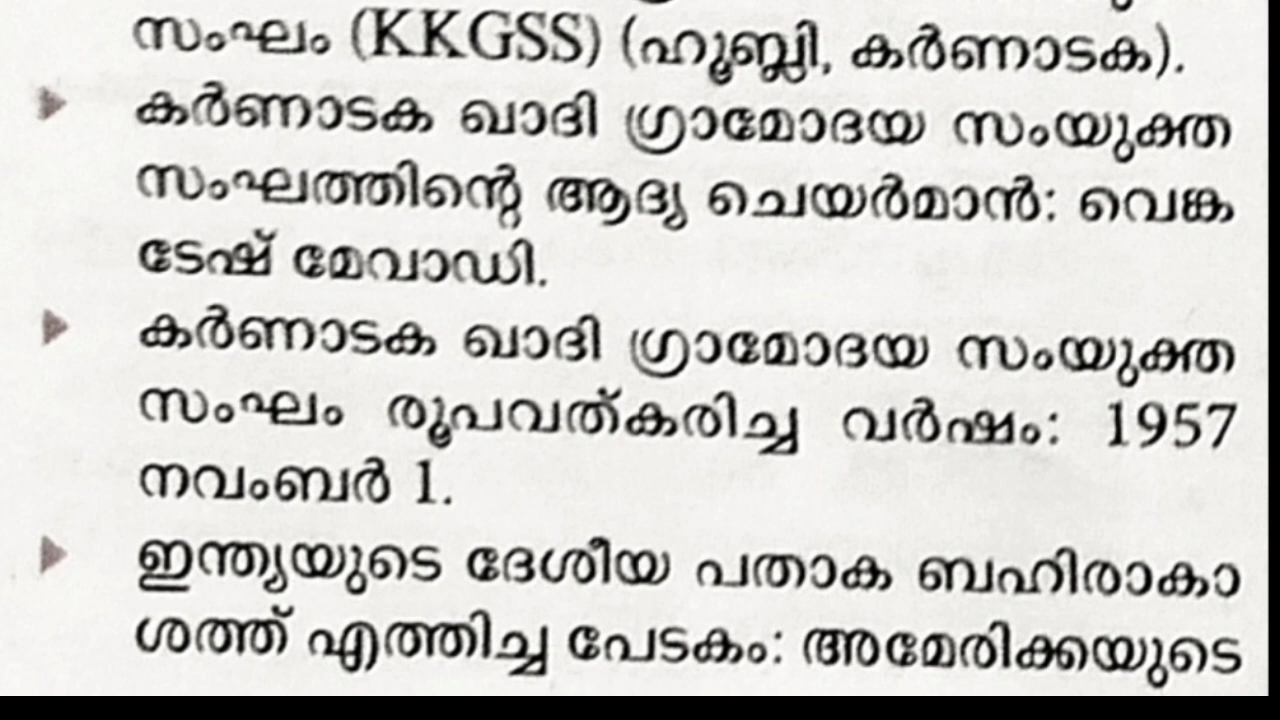 സംഘം (KKGSS) (ഹൂബ്ലി, കർണാടക).
കർണാടക ഖാദി ഗ്രാമോദയ സംയുക്ത
സംഘത്തിന്റെ ആദ്യ ചെയർമാൻ: വെങ്ക
ടേഷ് മേവാഡി.
കർണാടക ഖാദി ഗ്രാമോദയ സംയുക്ത
സംഘം രൂപവത്കരിച്ച വർഷം: 1957
നവംബർ 1.
ഇന്ത്യയുടെ ദേശീയ പതാക ബഹിരാകാ
ശത്ത് എത്തിച്ച പേടകം: അമേരിക്കയുടെ